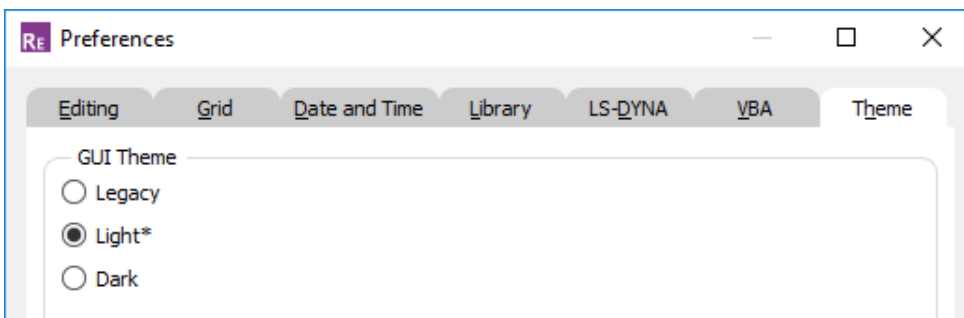 RE Preferences
Editing Grid Date and Time Library LS-DYNA VBA Theme
GUI Theme
Legacy
Light*
Dark